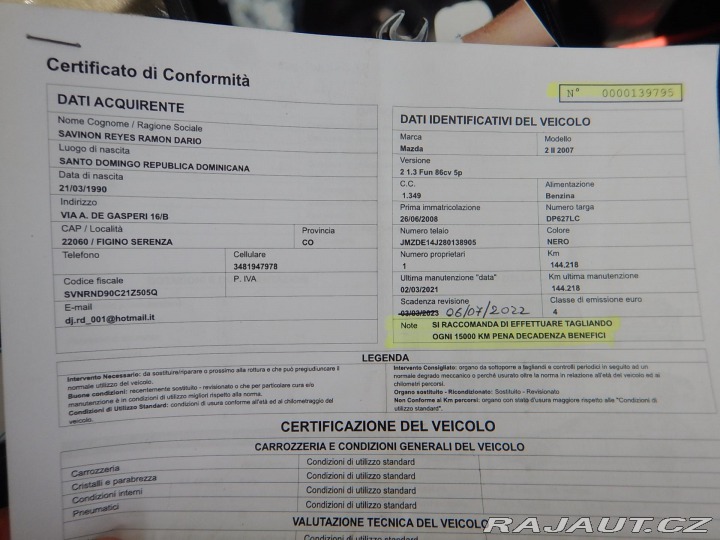 Certificato di Conformità
N° 0000139795
DATI ACQUIRENTE
Nome Cognome / Ragione Sociale
SAVINON REYES RAMON DARIO
Luogo di nascita
SANTO DOMINGO REPUBLICA DOMINICANA
Data di nascita
21/03/1990
Indirizzo
VIA A. DE GASPERI 16/B
CAP / Località
Provincia
22060 / FIGINO SERENZA
CO
Telefono
Cellulare
3481947978
Codice fiscale
P. IVA
SVNRND90C21Z505Q
E-mail
dj.rd_001@hotmail.it
DATI IDENTIFICATIVI DEL VEICOLO
Marca
Modello
Mazda
2 II 2007
Versione
2 1.3 Fun 86cv 5p
C.C.
Alimentazione
1.349
Benzina
Prima immatricolazione
Numero targa
26/06/2008
DP627LC
Numero telaio
Colore
JMZDE14J280138905
NERO
Numero proprietari
Km
1
144.218
Ultima manutenzione "data"
Km ultima manutenzione
02/03/2021
144.218
Scadenza revisione
Classe di emissione euro
03/03/2023 06/07/2022
4
Note
SI RACCOMANDA DI EFFETTUARE TAGLIANDO
OGNI 15000 KM PENA DECADENZA BENEFICI
LEGENDA
Intervento Necessario: da sostituire/riparare o prossimo alla rottura e che può pregiudicare il
normale utilizzo del veicolo.
Buone condizioni: recentemente sostituito - revisionato o che per particolare cura e/o
manutenzione è in condizioni di utilizzo migliori rispetto alla norma.
Condizioni di Utilizzo Standard: condizioni di usura conforme all'età ed al chilometraggio del
veicolo.
Intervento Consigliato: organo da sottoporre a tagliandi e controlli periodici in seguito ad un
normale degrado meccanico o perché usurato oltre la norma in relazione all'età del veicolo ed ai
chilometri percorsi.
Organo sostituito - Ricondizionato: Sostituito - Revisionato
Non Conforme ai Km percorsi: organo con stato d'usura maggiore rispetto alle "Condizioni di
utilizzo standard".
CERTIFICAZIONE DEL VEICOLO
CARROZZERIA E CONDIZIONI GENERALI DEL VEICOLO
Carrozzeria
Condizioni di utilizzo standard
Cristalli e parabrezza
Condizioni di utilizzo standard
Condizioni interni
Condizioni di utilizzo standard
Pneumatici
Condizioni di utilizzo standard
VALUTAZIONE TECNICA DEL VEICOLO
RAJAUT.CZ